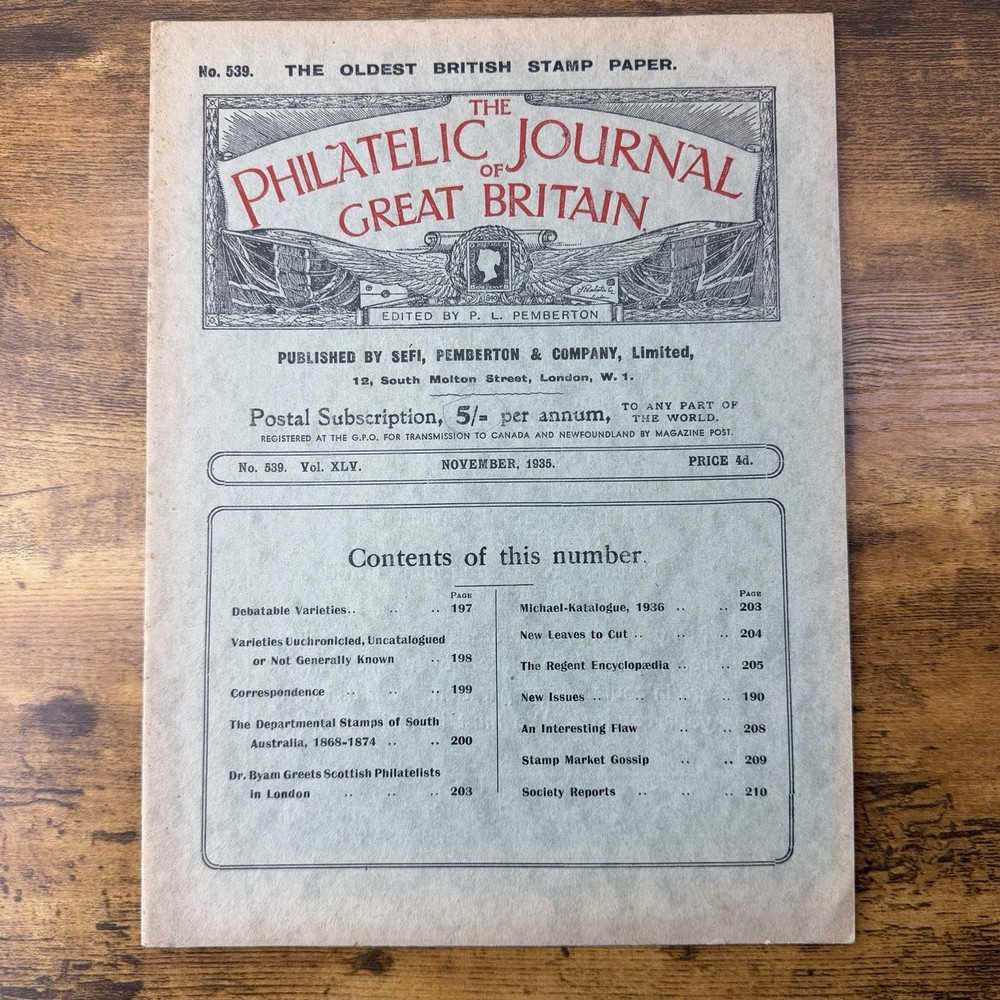 No. 539. THE OLDEST BRITISH STAMP PAPER.
THE
PHILATELIC JOURNAL
OF
GREAT BRITAIN.
1840
EDITED BY P. L. PEMBERTON
PUBLISHED BY SEFI, PEMBERTON & COMPANY, Limited,
12, South Molton Street, London, W. 1.
Postal Subscription, 5/= per annum, TO ANY PART OF
THE WORLD.
REGISTERED AT THE G.P.O. FOR TRANSMISSION TO CANADA AND NEWFOUNDLAND BY MAGAZINE POST.
No. 539. Vol. XLV. NOVEMBER, 1935. PRICE 4d.
Contents of this number.
PAGE
Debatable Varieties.. .. .. 197
Varieties Uuchronicled, Uncatalogued
or Not Generally Known .. 198
Correspondence .. .. .. 199
The Departmental Stamps of South
Australia, 1868-1874 .. .. 200
Dr. Byam Greets Scottish Philatelists
in London .. .. .. 203
PAGE
Michael-Katalogue, 1936 .. .. 203
New Leaves to Cut .. .. .. 204
The Regent Encyclopædia .. .. 205
New Issues .. .. .. .. 190
An Interesting Flaw .. .. 208
Stamp Market Gossip .. .. 209
Society Reports .. .. .. 210